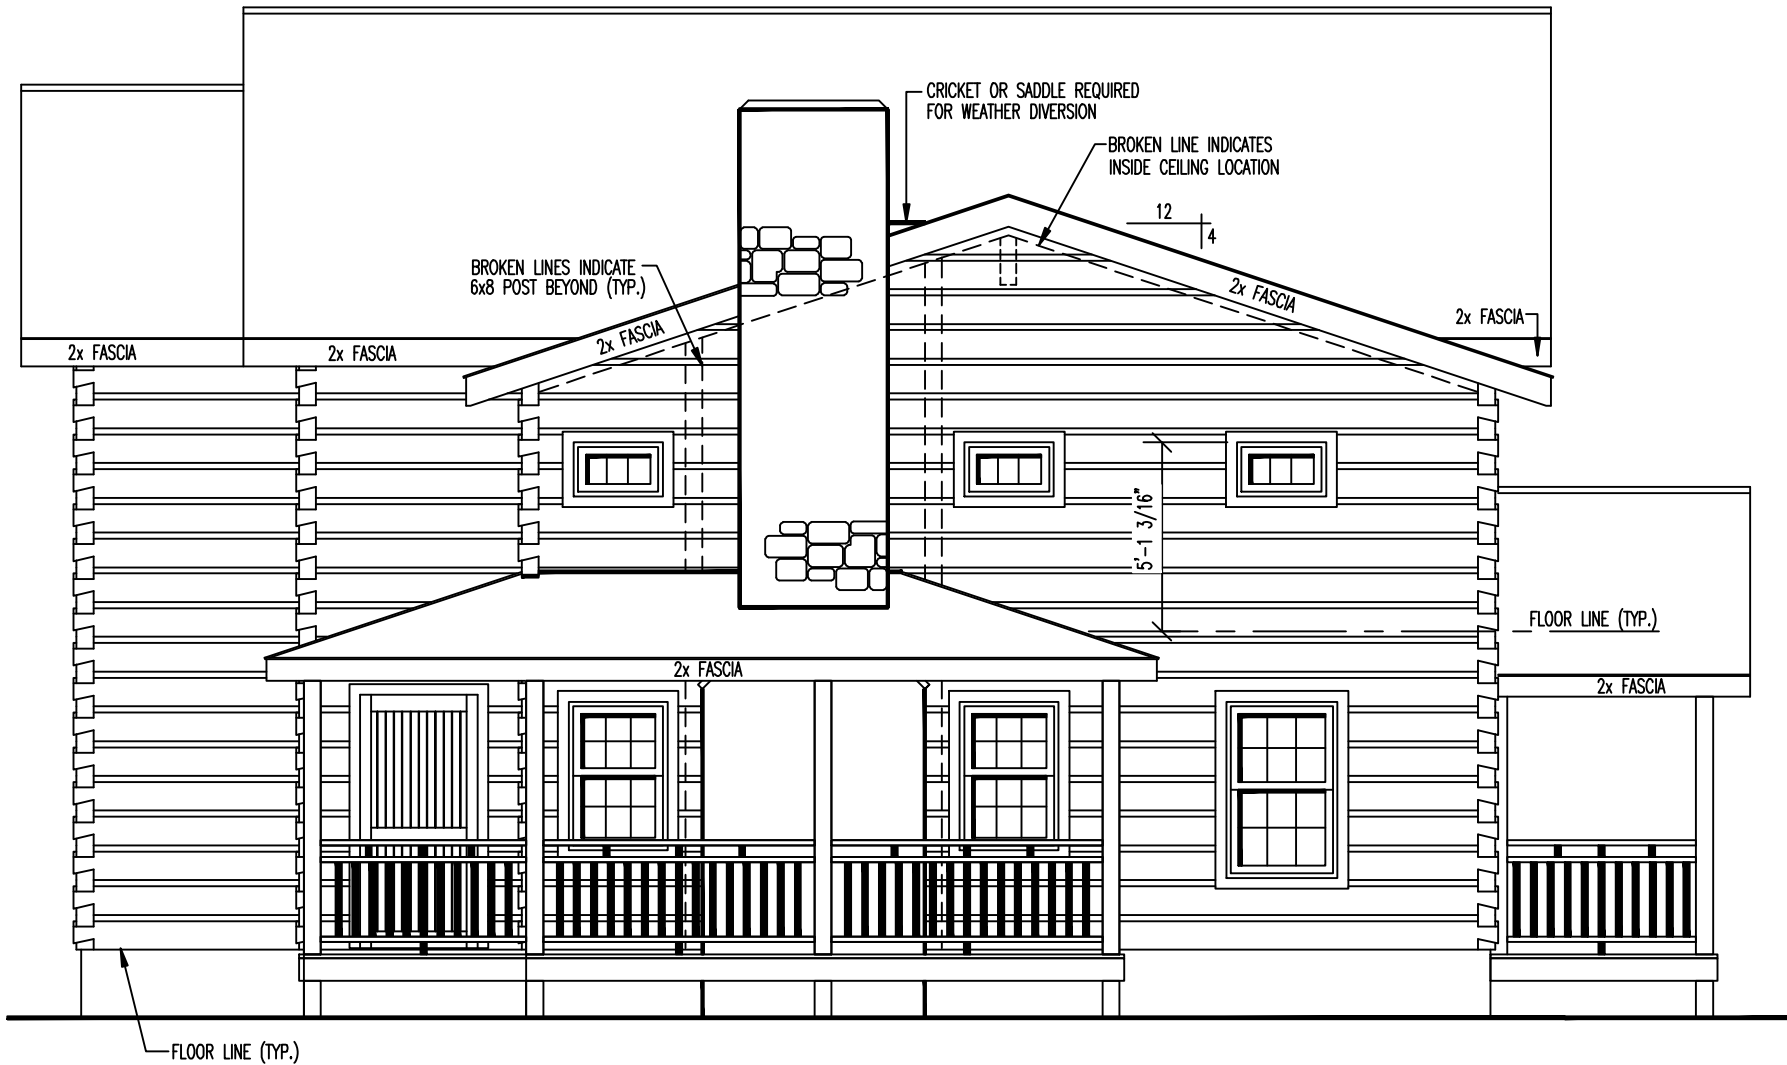 CRICKET OR SADDLE REQUIRED
FOR WEATHER DIVERSION
BROKEN LINE INDICATES
INSIDE CEILING LOCATION
12
4
BROKEN LINES INDICATE
6x8 POST BEYOND (TYP.)
2x FASCIA
2x FASCIA
2x FASCIA
2x FASCIA
2x FASCIA
5'-1 3/16"
FLOOR LINE (TYP.)
2x FASCIA
2x FASCIA
FLOOR LINE (TYP.)